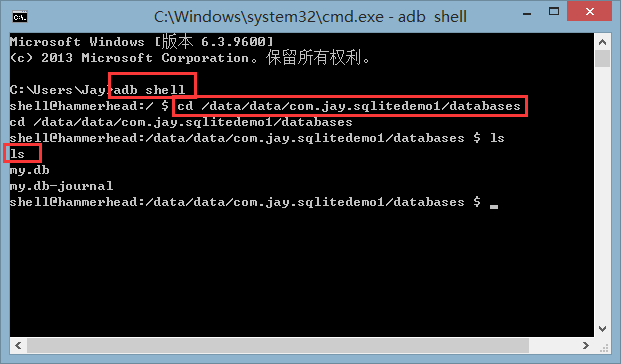 C:\Windows\system32\cmd.exe - adb  shell
Microsoft Windows [版本 6.3.9600]
(c) 2013 Microsoft Corporation。保留所有权利。
C:\Users\Jay>adb shell
shell@hammerhead:/ $ cd /data/data/com.jay.sqlitedemo1/databases
cd /data/data/com.jay.sqlitedemo1/databases
shell@hammerhead:/data/data/com.jay.sqlitedemo1/databases $ ls
ls
my.db
my.db-journal
shell@hammerhead:/data/data/com.jay.sqlitedemo1/databases $